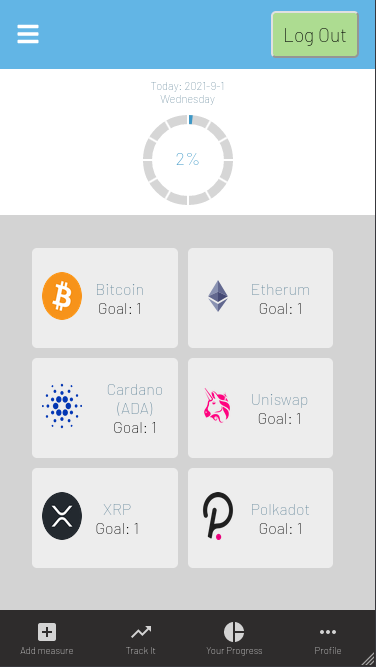 Log Out
Today: 2021-9-1
Wednesday
2%
Bitcoin
Goal: 1
Etherum
Goal: 1
Cardano
(ADA)
Goal: 1
Uniswap
Goal: 1
XRP
Goal: 1
Polkadot
Goal: 1
Add measure
Track It
Your Progress
Profile